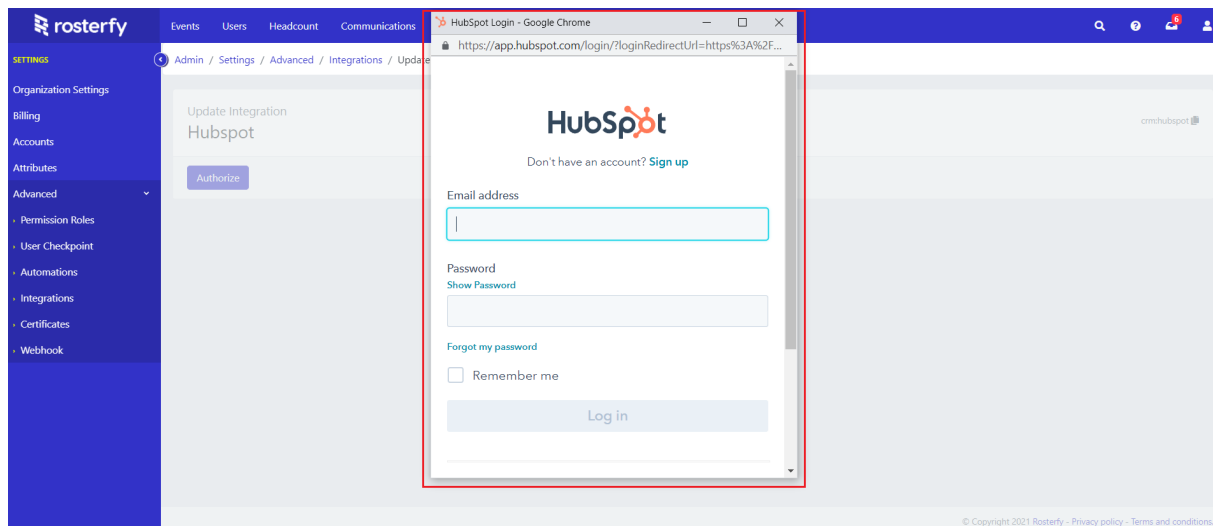 rosterfy
Events Users Headcount Communications
6
SETTINGS
Organization Settings
Billing
Accounts
Attributes
Advanced
Permission Roles
User Checkpoint
Automations
Integrations
Certificates
Webhook
Admin / Settings / Advanced / Integrations / Update
Update Integration
Hubspot
crm:hubspot
Authorize
HubSpot Login - Google Chrome
https://app.hubspot.com/login/?loginRedirectUrl=https%3A%2F...
HubSpot
Don't have an account? Sign up
Email address
Password
Show Password
Forgot my password
Remember me
Log in
© Copyright 2021 Rosterfy - Privacy policy - Terms and conditions